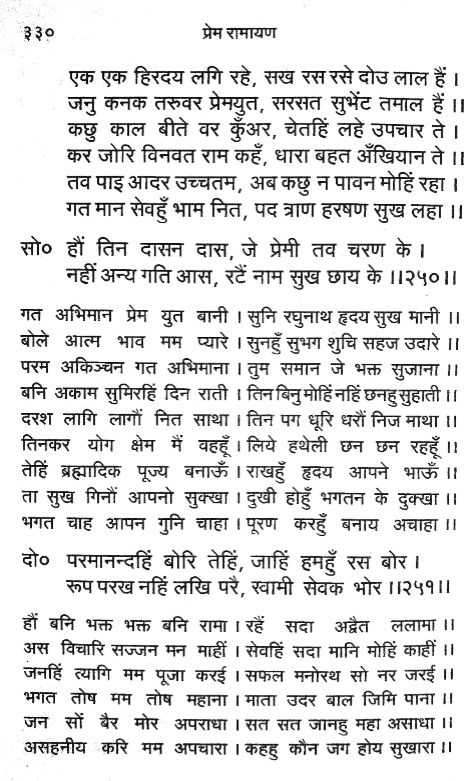 ३३० प्रेम रामायण
एक एक हिरदय लगि रहे, सख रस रसे दोउ लाल हैं ।
जनु कनक तरुवर प्रेमयुत, सरसत सुभेंट तमाल हैं ।।
कछु काल बीते वर कुँअर, चेतहिं लहे उपचार ते ।
कर जोरि विनवत राम कहँ, धारा बहत अँखियान ते ।।
तव पाइ आदर उच्चतम, अब कछु न पावन मोहिं रहा ।
गत मान सेवहुँ भाम नित, पद त्राण हरषण सुख लहा ।।
सो० हौं तिन दासन दास, जे प्रेमी तव चरण के ।
नहीं अन्य गति आस, रटैं नाम सुख छाय के ।।२५०।।
गत अभिमान प्रेम युत बानी । सुनि रघुनाथ हृदय सुख मानी ।।
बोले आत्म भाव मम प्यारे । सुनहुँ सुभग शुचि सहज उदारे ।।
परम अकिञ्चन गत अभिमाना । तुम समान जे भक्त सुजाना ।।
बनि अकाम सुमिरहिं दिन राती । तिन बिनु मोहिं नहिं छनहु सुहाती ।।
दरश लागि लागौं नित साथा । तिन पग धूरि धरौं निज माथा ।।
तिनकर योग क्षेम मैं वहहूँ । लिये हथेली छन छन रहहूँ ।।
तेहिं ब्रह्मादिक पूज्य बनाऊँ । राखहुँ हृदय आपने भाऊँ ।।
ता सुख गिनौं आपनो सुक्खा । दुखी होहुँ भगतन के दुक्खा ।।
भगत चाह आपन गुनि चाहा । पूरण करहुँ बनाय अचाहा ।।
दो० परमानन्दहिं बोरि तेहिं, जाहिं हमहुँ रस बोर ।
रूप परख नहिं लखि परै, स्वामी सेवक भोर ।।२५१।।
हौं बनि भक्त भक्त बनि रामा । रहैं सदा अद्वैत ललामा ।।
अस विचारि सज्जन मन माहीं । सेवहिं सदा मानि मोहिं काहीं ।।
जनहिं त्यागि मम पूजा करई । सफल मनोरथ सो नर जरई ।।
भगत तोष मम तोष महाना । माता उदर बाल जिमि पाना ।।
जन सों बैर मोर अपराधा । सत सत जानहु महा असाधा ।।
असहनीय करि मम अपचारा । कहहु कौन जग होय सुखारा ।।